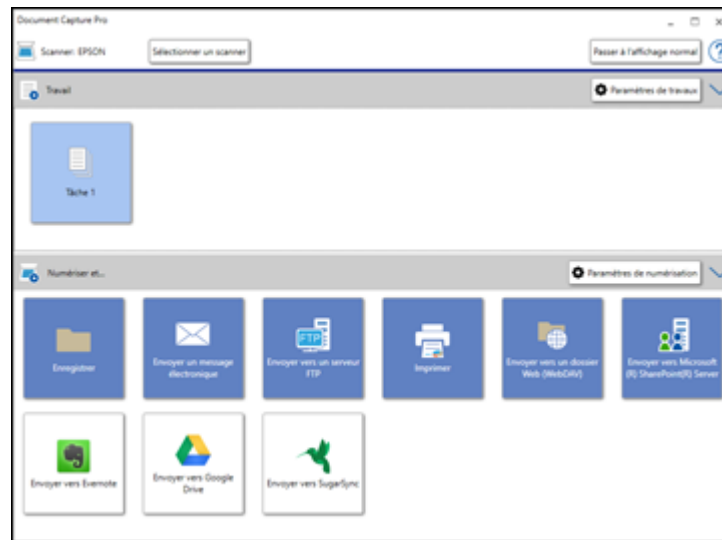 Document Capture Pro
Scanner: EPSON
Sélectionner un scanner
Passer à l'affichage normal
?
Travail
Paramètres de travaux
Tâche 1
Numériser et...
Paramètres de numérisation
Enregistrer
Envoyer un message
électronique
FTP
Envoyer vers un serveur
FTP
Imprimer
Envoyer vers un dossier
Web (WebDAV)
Envoyer vers Microsoft
(R) SharePoint(R) Server
Envoyer vers Evernote
Envoyer vers Google
Drive
Envoyer vers SugarSync